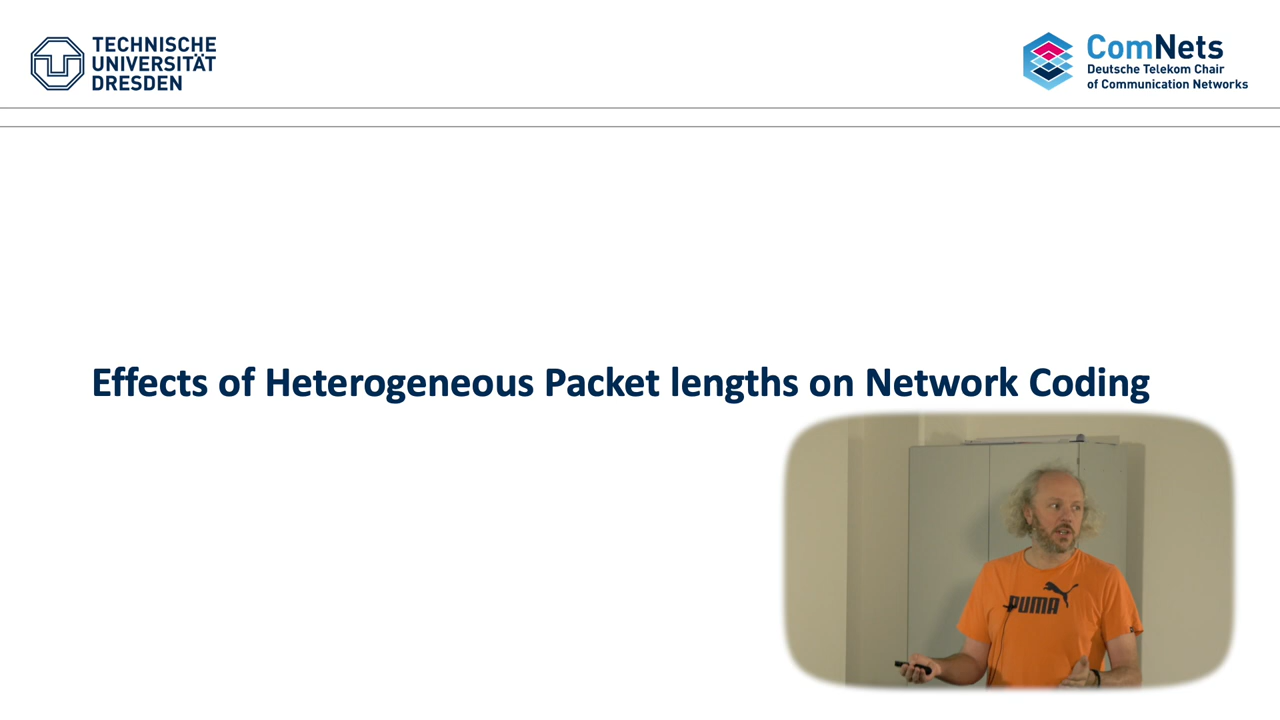 TECHNISCHE
UNIVERSITÄT
DRESDEN
ComNets
Deutsche Telekom Chair
of Communication Networks
Effects of Heterogeneous Packet lengths on Network Coding
PUMA